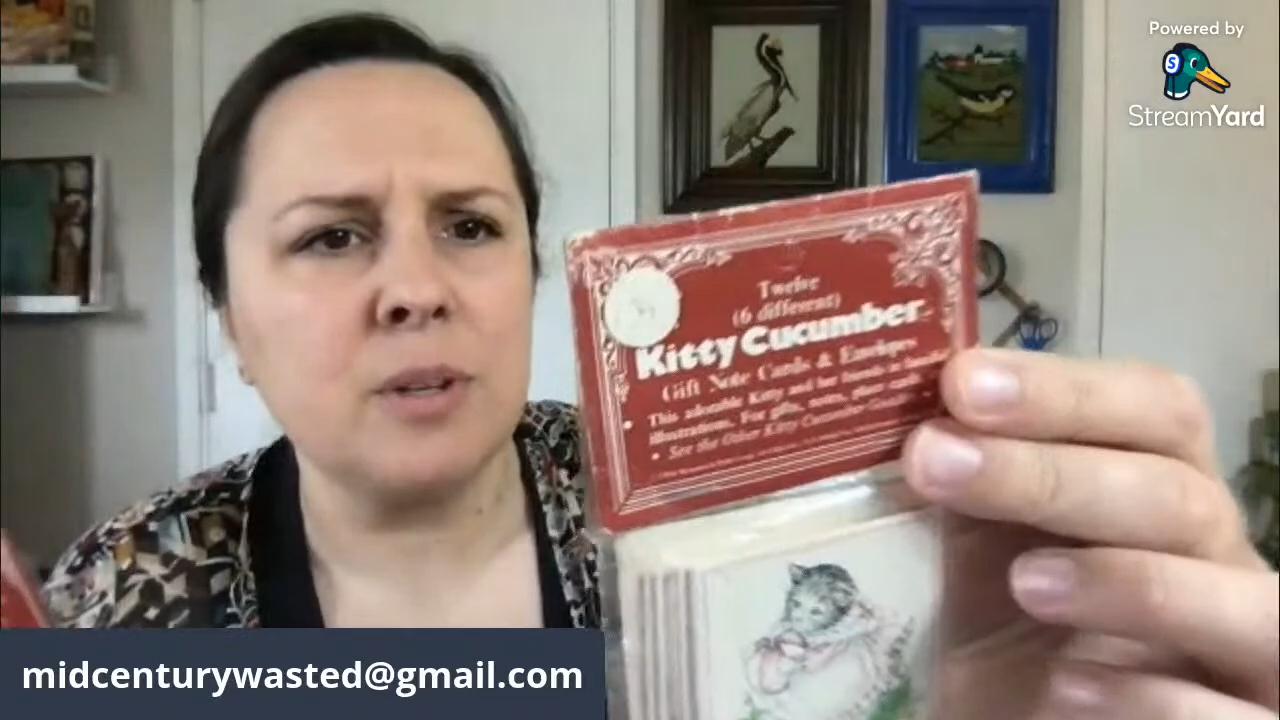 Powered by
StreamYard
Twelve
(6 different)
Kitty Cucumber
Gift Note Cards & Envelopes
This adorable Kitty and her friends in beautiful
illustrations. For gifts, notes, place cards
See the Other Kitty Cucumber
midcenturywasted@gmail.com